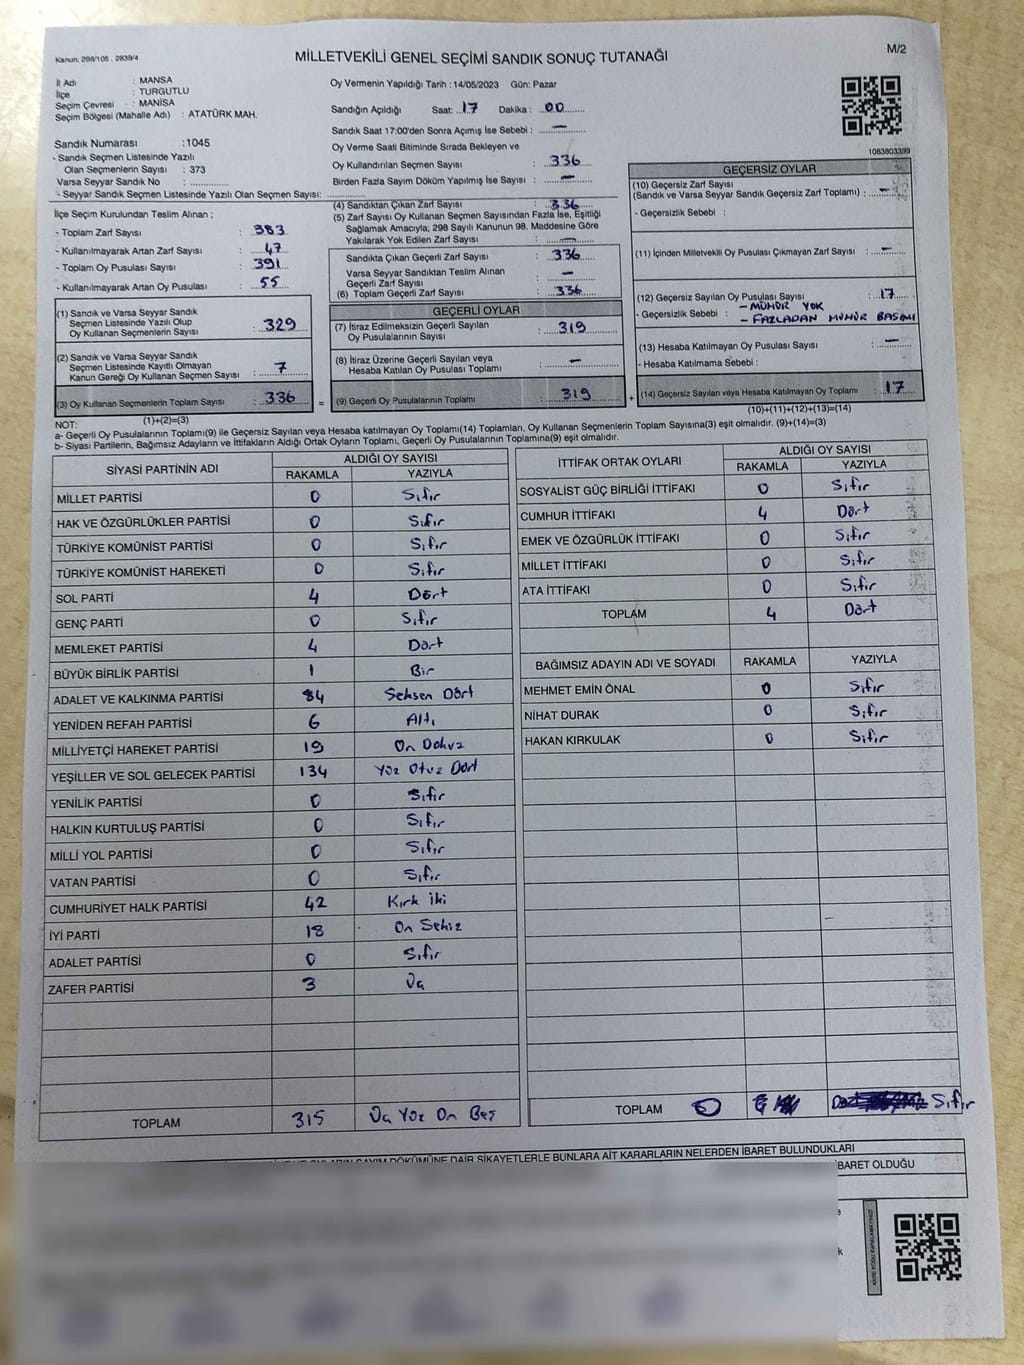 Kanun; 298/105 , 2839/4
MİLLETVEKİLİ GENEL SEÇİMİ SANDIK SONUÇ TUTANAĞI
M/2
İl Adı : MANİSA
İlçe : TURGUTLU
Seçim Çevresi : MANİSA
Seçim Bölgesi (Mahalle Adı) : ATATÜRK MAH.
Sandık Numarası :1045
- Sandık Seçmen Listesinde Yazılı
Olan Seçmenlerin Sayısı : 373
Varsa Seyyar Sandık No :
- Seyyar Sandık Seçmen Listesinde Yazılı Olan Seçmen Sayısı:
Oy Vermenin Yapıldığı Tarih : 14/05/2023 Gün: Pazar
Sandığın Açıldığı Saat: 17 Dakika : 00
Sandık Saat 17:00'den Sonra Açımış İse Sebebi : —
Oy Verme Saati Bitiminde Sırada Bekleyen ve
Oy Kullandırılan Seçmen Sayısı : 336
Birden Fazla Sayım Döküm Yapılmış İse Sayısı : —
1083803399
İlçe Seçim Kurulundan Teslim Alınan ;
- Toplam Zarf Sayısı : 383
- Kullanılmayarak Artan Zarf Sayısı : 47
- Toplam Oy Pusulası Sayısı : 391
- Kullanılmayarak Artan Oy Pusulası : 55
(1) Sandık ve Varsa Seyyar Sandık
Seçmen Listesinde Yazılı Olup
Oy Kullanan Seçmenlerin Sayısı : 329
(2) Sandık ve Varsa Seyyar Sandık
Seçmen Listesinde Kayıtlı Olmayan
Kanun Gereği Oy Kullanan Seçmen Sayısı : 7
(3) Oy Kullanan Seçmenlerin Toplam Sayısı : 336
(1)+(2)=(3)
(4) Sandıktan Çıkan Zarf Sayısı : 336
(5) Zarf Sayısı Oy Kullanan Seçmen Sayısından Fazla İse, Eşitliği
Sağlamak Amacıyla; 298 Sayılı Kanunun 98. Maddesine Göre
Yakılarak Yok Edilen Zarf Sayısı : —
Sandıkta Çıkan Geçerli Zarf Sayısı : 336
Varsa Seyyar Sandıktan Teslim Alınan
Geçerli Zarf Sayısı : —
(6) Toplam Geçerli Zarf Sayısı : 336
GEÇERLİ OYLAR
(7) İtiraz Edilmeksizin Geçerli Sayılan
Oy Pusulalarının Sayısı : 319
(8) İtiraz Üzerine Geçerli Sayılan veya
Hesaba Katılan Oy Pusulası Toplamı : —
= (9) Geçerli Oy Pusulalarının Toplamı : 319 +
GEÇERSİZ OYLAR
(10) Geçersiz Zarf Sayısı
(Sandık ve Varsa Seyyar Sandık Geçersiz Zarf Toplamı) : —
- Geçersizlik Sebebi :
(11) İçinden Milletvekili Oy Pusulası Çıkmayan Zarf Sayısı : —
(12) Geçersiz Sayılan Oy Pusulası Sayısı : 17
- Geçersizlik Sebebi : - MÜHÜR YOK
- FAZLADAN MÜHÜR BASIMI
(13) Hesaba Katılmayan Oy Pusulası Sayısı : —
- Hesaba Katılmama Sebebi :
(14) Geçersiz Sayılan veya Hesaba Katılmayan Oy Toplamı : 17
(10)+(11)+(12)+(13)=(14)
NOT:
a- Geçerli Oy Pusulalarının Toplamı(9) ile Geçersiz Sayılan veya Hesaba katılmayan Oy Toplamı(14) Toplamları, Oy Kullanan Seçmenlerin Toplam Sayısına(3) eşit olmalıdır. (9)+(14)=(3)
b- Siyasi Partilerin, Bağımsız Adayların ve İttifakların Aldığı Ortak Oyların Toplamı, Geçerli Oy Pusulalarının Toplamına(9) eşit olmalıdır.
SİYASİ PARTİNİN ADI ALDIĞI OY SAYISI
RAKAMLA YAZIYLA
MİLLET PARTİSİ 0 Sıfır
HAK VE ÖZGÜRLÜKLER PARTİSİ 0 Sıfır
TÜRKİYE KOMÜNİST PARTİSİ 0 Sıfır
TÜRKİYE KOMÜNİST HAREKETİ 0 Sıfır
SOL PARTİ 4 Dört
GENÇ PARTİ 0 Sıfır
MEMLEKET PARTİSİ 4 Dört
BÜYÜK BİRLİK PARTİSİ 1 Bir
ADALET VE KALKINMA PARTİSİ 84 Seksen Dört
YENİDEN REFAH PARTİSİ 6 Altı
MİLLİYETÇİ HAREKET PARTİSİ 19 On Dokuz
YEŞİLLER VE SOL GELECEK PARTİSİ 134 Yüz Otuz Dört
YENİLİK PARTİSİ 0 Sıfır
HALKIN KURTULUŞ PARTİSİ 0 Sıfır
MİLLİ YOL PARTİSİ 0 Sıfır
VATAN PARTİSİ 0 Sıfır
CUMHURİYET HALK PARTİSİ 42 Kırk İki
İYİ PARTİ 18 On Sekiz
ADALET PARTİSİ 0 Sıfır
ZAFER PARTİSİ 3 Üç
TOPLAM 315 Üç Yüz On Beş
İTTİFAK ORTAK OYLARI ALDIĞI OY SAYISI
RAKAMLA YAZIYLA
SOSYALİST GÜÇ BİRLİĞİ İTTİFAKI 0 Sıfır
CUMHUR İTTİFAKI 4 Dört
EMEK VE ÖZGÜRLÜK İTTİFAKI 0 Sıfır
MİLLET İTTİFAKI 0 Sıfır
ATA İTTİFAKI 0 Sıfır
TOPLAM 4 Dört
BAĞIMSIZ ADAYIN ADI VE SOYADI RAKAMLA YAZIYLA
MEHMET EMİN ÖNAL 0 Sıfır
NİHAT DURAK 0 Sıfır
HAKAN KIRKULAK 0 Sıfır
TOPLAM 0 Sıfır
OYLARIN SAYIM DÖKÜMÜNE DAİR ŞİKAYETLERLE BUNLARA AİT KARARLARIN NELERDEN İBARET BULUNDUKLARI
İBARET OLDUĞU